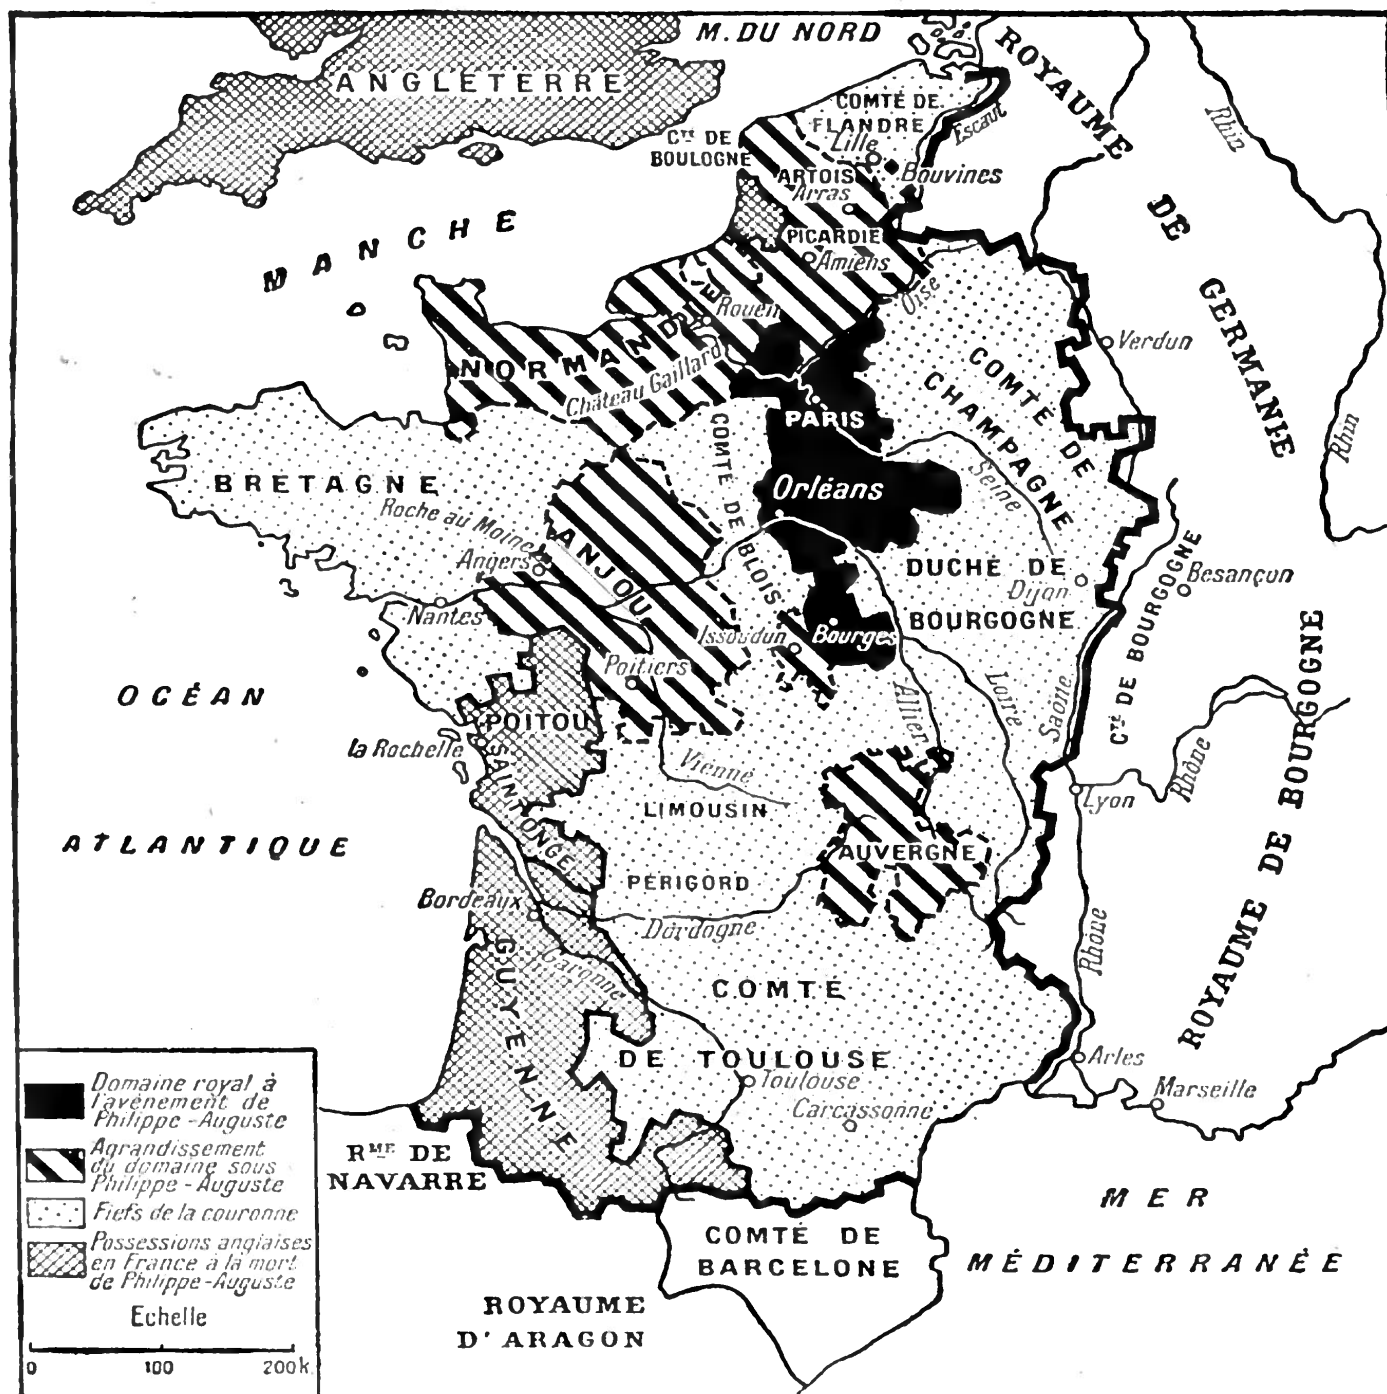 M. DU NORD
ANGLETERRE
ROYAUME DE GERMANIE
Rhin
COMTÉ DE
FLANDRE
Escaut
Lille
Bouvines
Cᵗᵉ DE
BOULOGNE
ARTOIS
Arras
PICARDIE
Amiens
MANCHE
Oise
Rouen
NORMANDIE
Château Gaillard
Verdun
COMTÉ DE
CHAMPAGNE
Rhin
PARIS
Seine
COMTÉ DE BLOIS
Orléans
BRETAGNE
Roche au Moine
Angers
ANJOU
Nantes
DUCHÉ DE
BOURGOGNE
Dijon
Besançon
Cᵗᵉ DE BOURGOGNE
Issoudun
Bourges
Poitiers
OCÉAN
ATLANTIQUE
POITOU
la Rochelle
SAINTONGE
Vienne
Allier
Loire
Saône
Lyon
Rhône
ROYAUME DE BOURGOGNE
LIMOUSIN
AUVERGNE
PÉRIGORD
Bordeaux
Dordogne
Garonne
GUYENNE
Rhône
COMTÉ
DE TOULOUSE
Toulouse
Carcassonne
Arles
Marseille
Rᴹᴱ DE
NAVARRE
MER
MÉDITERRANÉE
COMTÉ DE
BARCELONE
ROYAUME
D'ARAGON
Domaine royal à
l'avènement de
Philippe-Auguste
Agrandissement
du domaine sous
Philippe-Auguste
Fiefs de la couronne
Possessions anglaises
en France à la mort
de Philippe-Auguste
Echelle
0 100 200k.